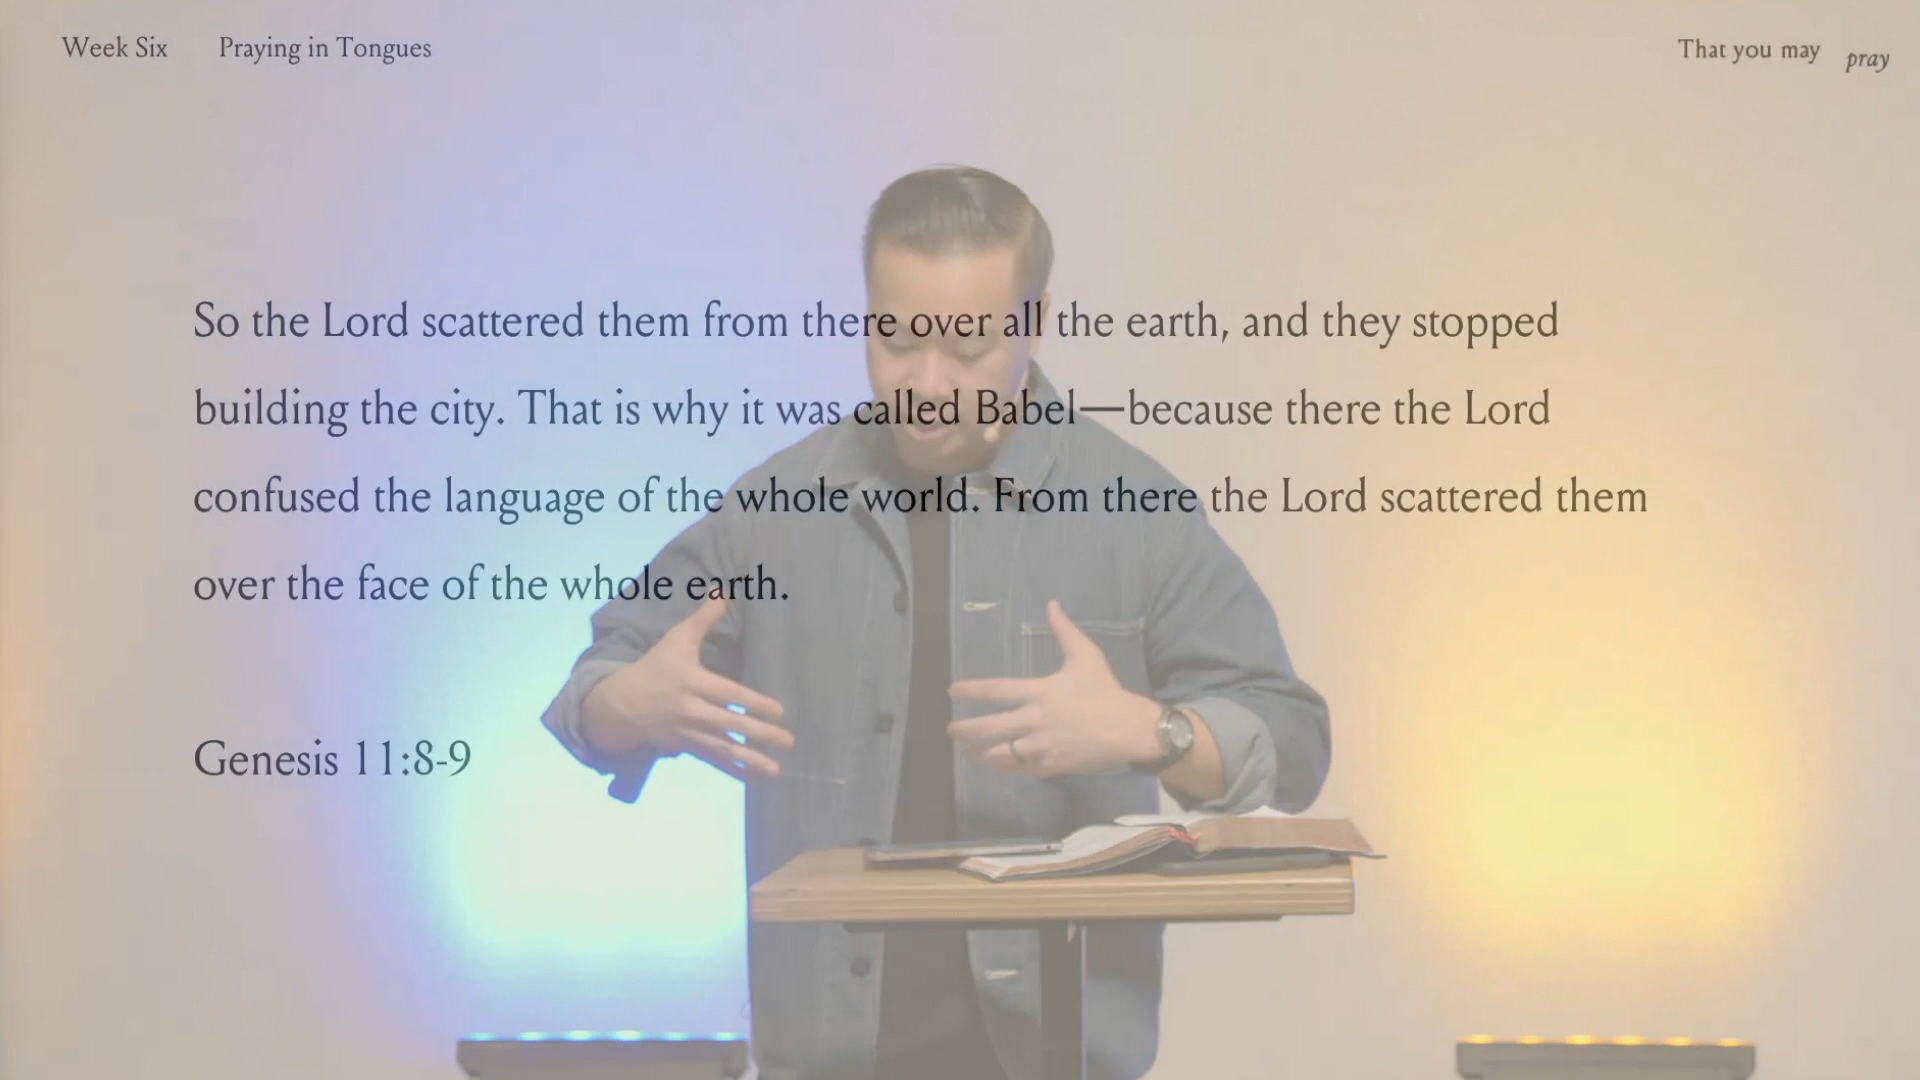 Week Six Praying in Tongues
That you may pray
So the Lord scattered them from there over all the earth, and they stopped
building the city. That is why it was called Babel—because there the Lord
confused the language of the whole world. From there the Lord scattered them
over the face of the whole earth.
Genesis 11:8-9